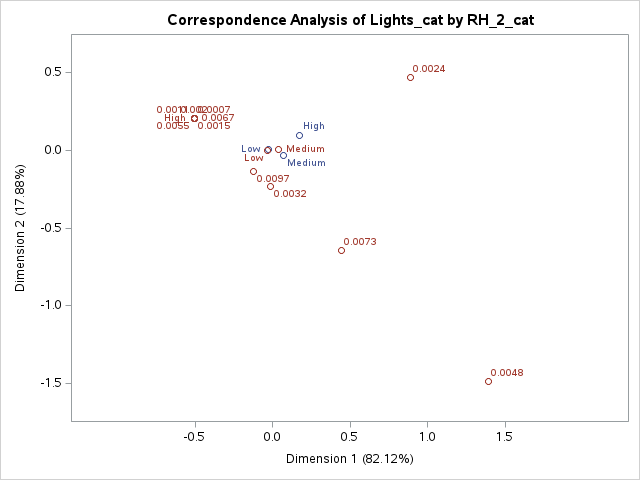 Correspondence Analysis of Lights_cat by RH_2_cat
0.5
0.0
-0.5
-1.0
-1.5
Dimension 2 (17.88%)
0.0024
0.0007
High
0.0067
0.0055
0.0015
High
Low
Medium
Low
Medium
0.0097
0.0032
0.0073
0.0048
-0.5
0.0
0.5
1.0
1.5
Dimension 1 (82.12%)